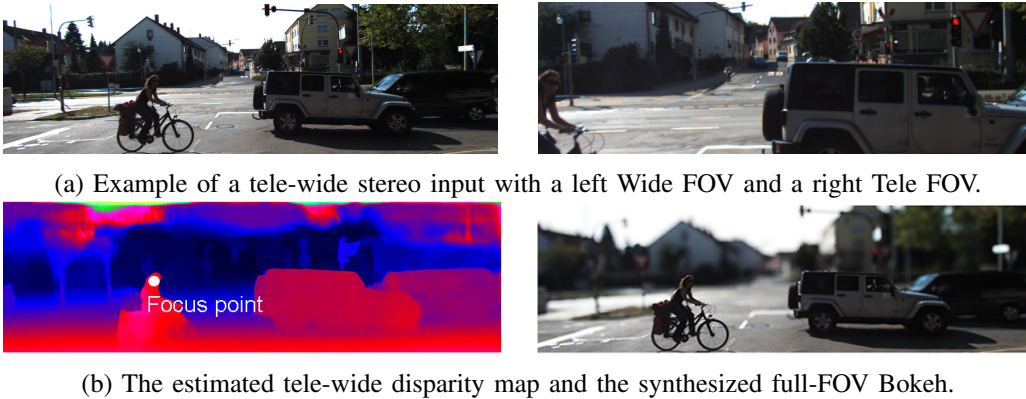 (a) Example of a tele-wide stereo input with a left Wide FOV and a right Tele FOV.
Focus point
(b) The estimated tele-wide disparity map and the synthesized full-FOV Bokeh.